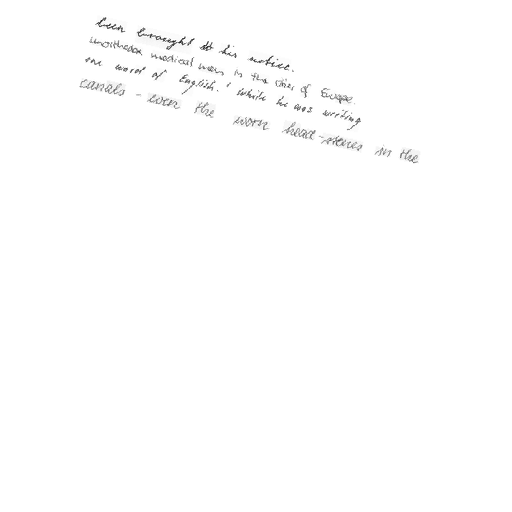 been brought to his notice.
unorthodox medical men in the cities of Europe.
one word of English. ' While he was writing
canals - even the worn head-stones in the